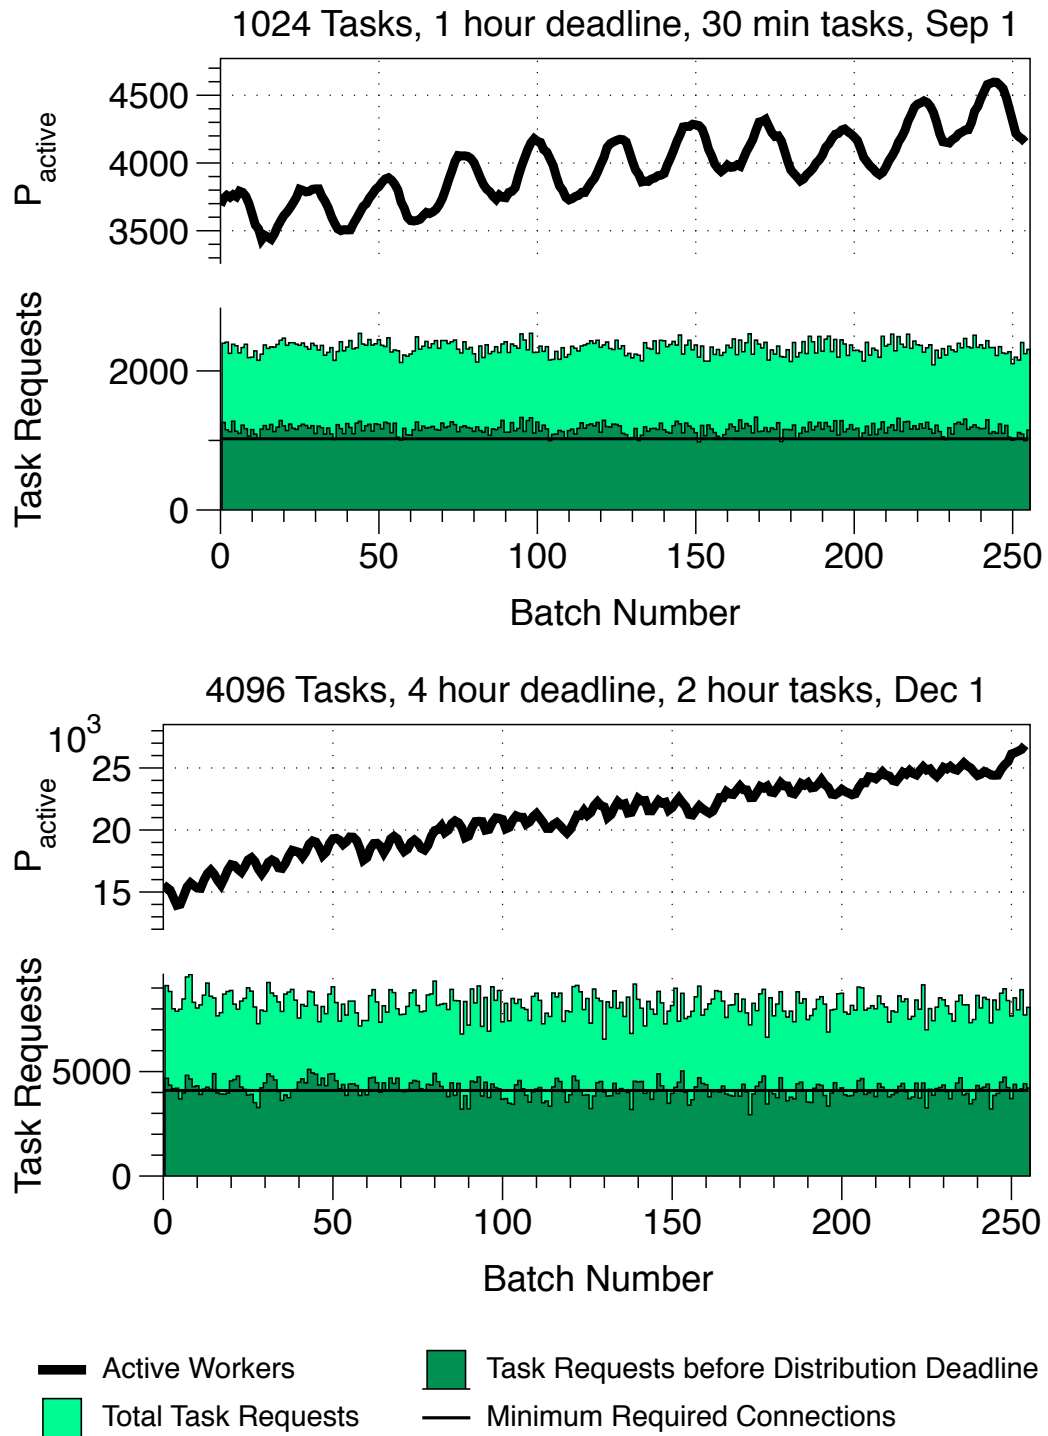 1024 Tasks, 1 hour deadline, 30 min tasks, Sep 1
P active
4500
4000
3500
Task Requests
2000
0
0 50 100 150 200 250
Batch Number
4096 Tasks, 4 hour deadline, 2 hour tasks, Dec 1
10³
P active
25
20
15
Task Requests
5000
0
0 50 100 150 200 250
Batch Number
Active Workers
Task Requests before Distribution Deadline
Total Task Requests
Minimum Required Connections